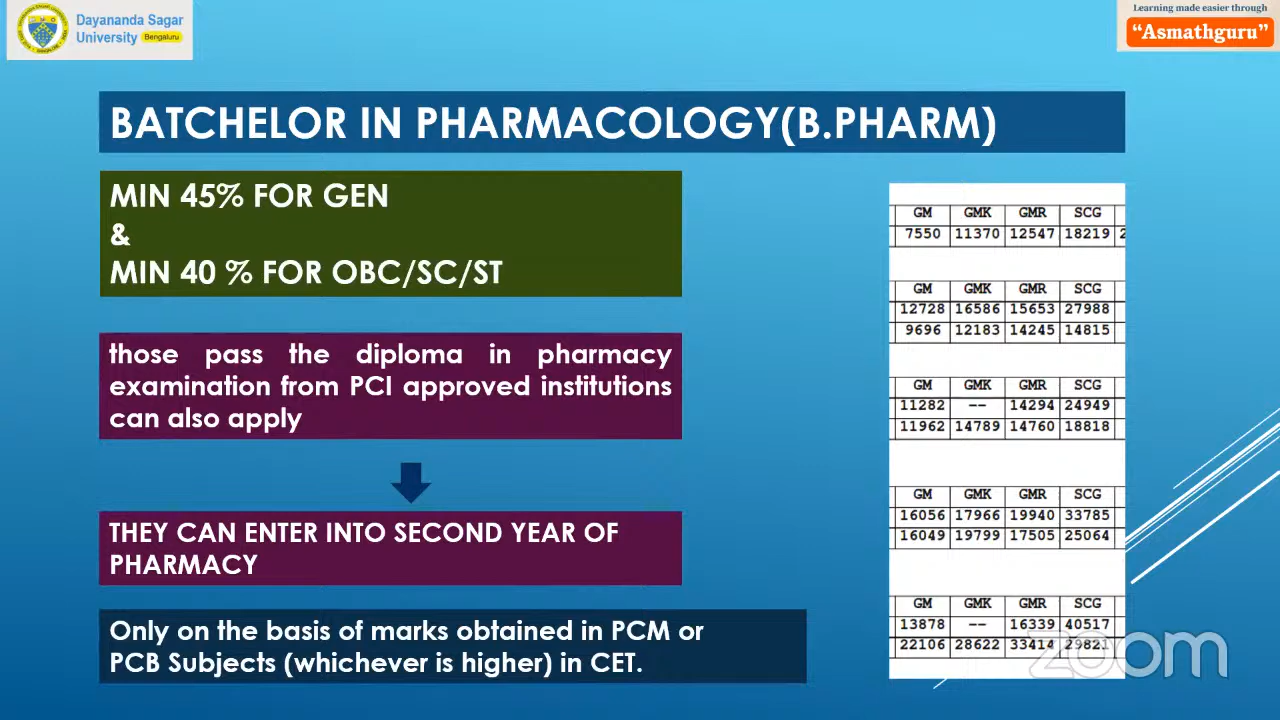 Dayananda Sagar
University Bengaluru
Learning made easier through
“Asmathguru”
BATCHELOR IN PHARMACOLOGY(B.PHARM)
MIN 45% FOR GEN
&
MIN 40 % FOR OBC/SC/ST
those pass the diploma in pharmacy
examination from PCI approved institutions
can also apply
THEY CAN ENTER INTO SECOND YEAR OF
PHARMACY
Only on the basis of marks obtained in PCM or
PCB Subjects (whichever is higher) in CET.
GM GMK GMR SCG
7550 11370 12547 18219 2
GM GMK GMR SCG
12728 16586 15653 27988
9696 12183 14245 14815
GM GMK GMR SCG
11282 -- 14294 24949
11962 14789 14760 18818
GM GMK GMR SCG
16056 17966 19940 33785
16049 19799 17505 25064
GM GMK GMR SCG
13878 -- 16339 40517
22106 28622 33414 29821
zoom